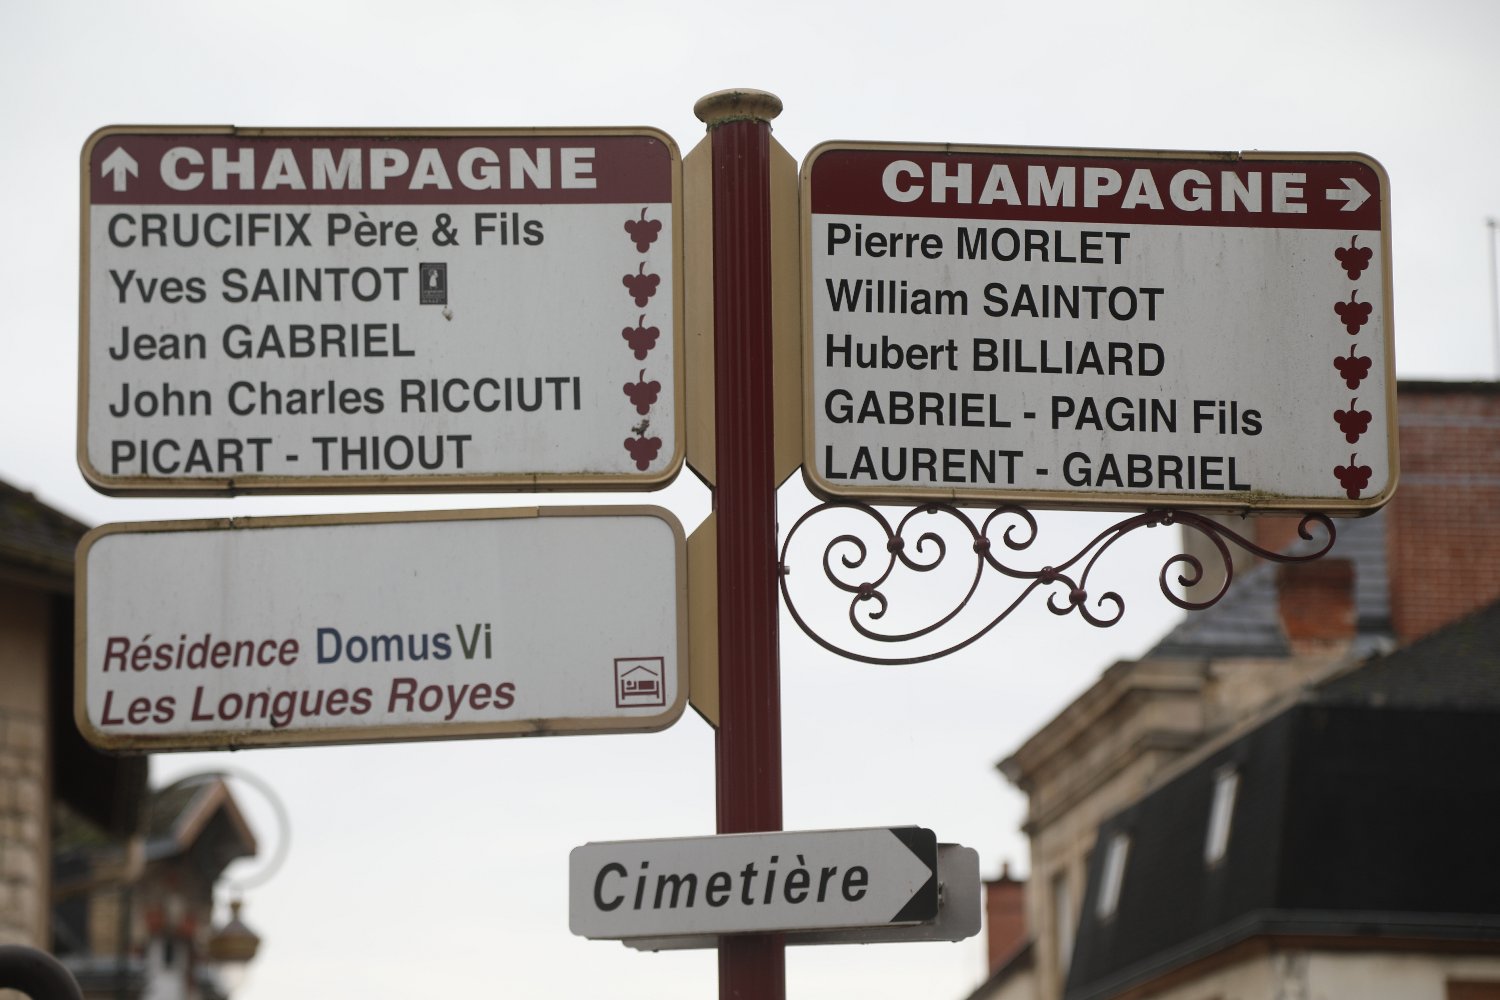 CHAMPAGNE
CRUCIFIX Père & Fils
Yves SAINTOT
Jean GABRIEL
John Charles RICCIUTI
PICART - THIOUT
CHAMPAGNE
Pierre MORLET
William SAINTOT
Hubert BILLIARD
GABRIEL - PAGIN Fils
LAURENT - GABRIEL
Résidence DomusVi
Les Longues Royes
Cimetière